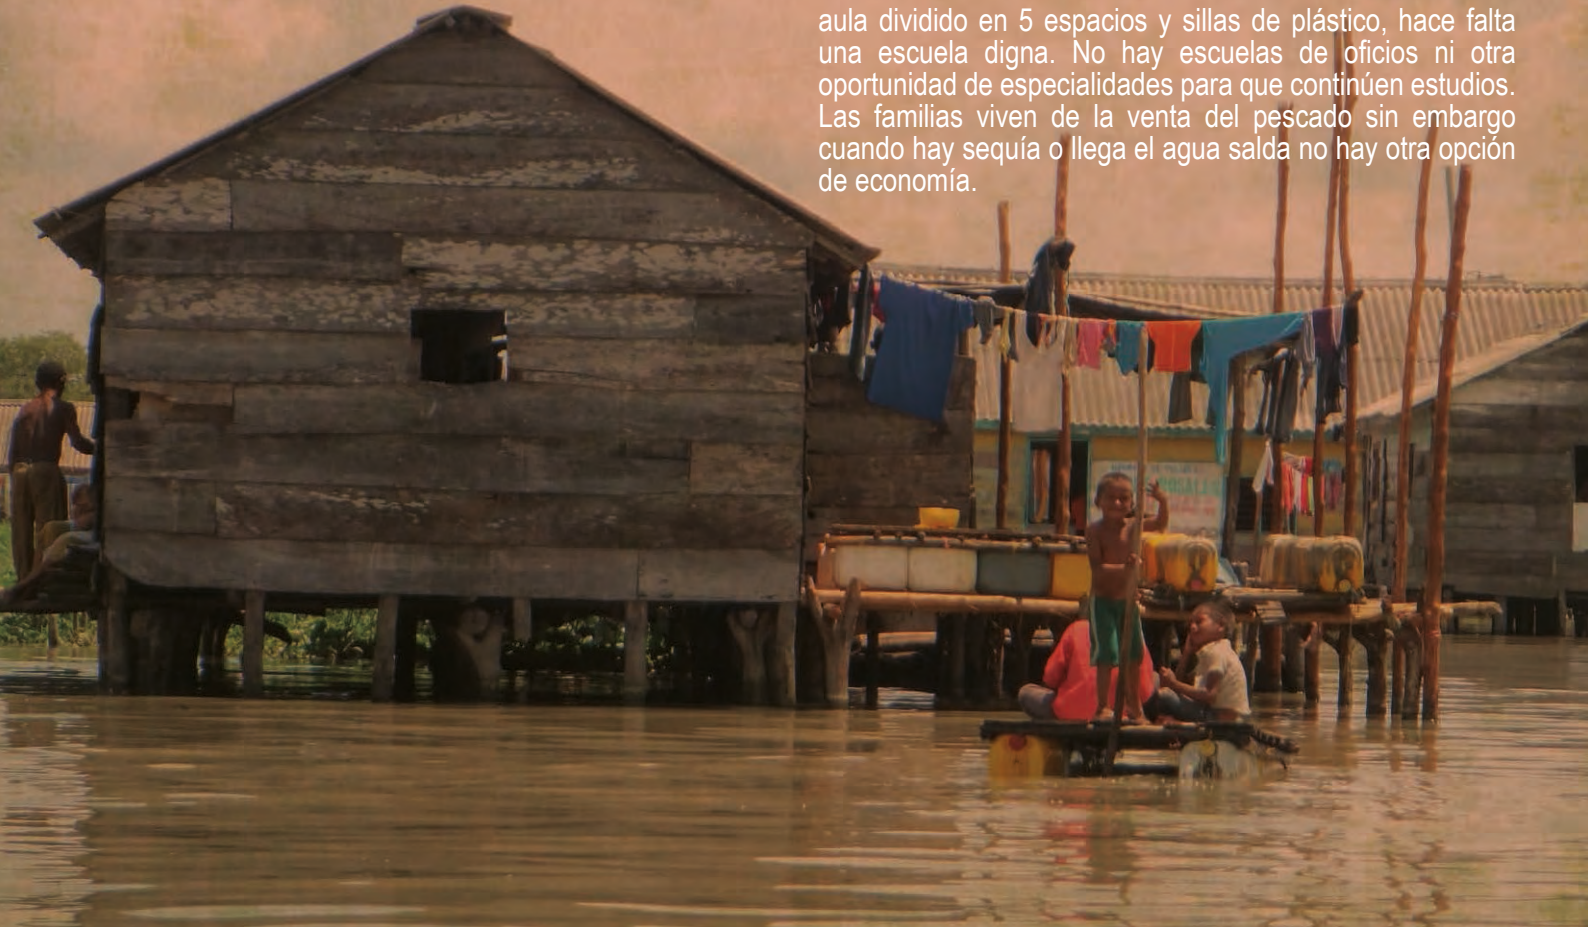 aula dividido en 5 espacios y sillas de plástico, hace falta
una escuela digna. No hay escuelas de oficios ni otra
oportunidad de especialidades para que continúen estudios.
Las familias viven de la venta del pescado sin embargo
cuando hay sequía o llega el agua salda no hay otra opción
de economía.